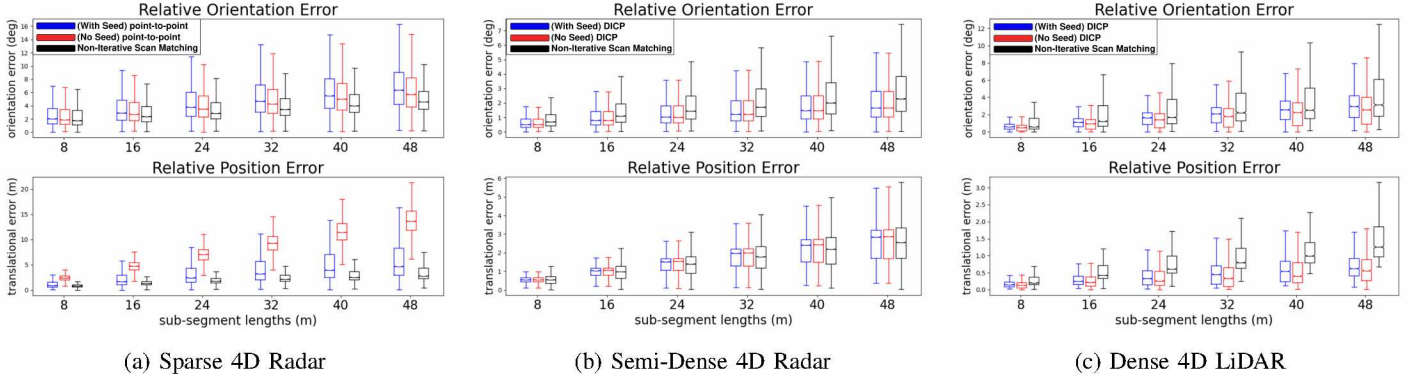 Relative Orientation Error
orientation error (deg)
16
14
12
10
8
6
4
2
0
(With Seed) point-to-point
(No Seed) point-to-point
Non-Iterative Scan Matching
8 16 24 32 40 48
Relative Position Error
translational error (m)
20
15
10
5
0
8 16 24 32 40 48
sub-segment lengths (m)
(a) Sparse 4D Radar
Relative Orientation Error
orientation error (deg)
7
6
5
4
3
2
1
0
(With Seed) DICP
(No Seed) DICP
Non-Iterative Scan Matching
8 16 24 32 40 48
Relative Position Error
translational error (m)
6
5
4
3
2
1
0
8 16 24 32 40 48
sub-segment lengths (m)
(b) Semi-Dense 4D Radar
Relative Orientation Error
orientation error (deg)
12
10
8
6
4
2
0
(With Seed) DICP
(No Seed) DICP
Non-Iterative Scan Matching
8 16 24 32 40 48
Relative Position Error
translational error (m)
3.0
2.5
2.0
1.5
1.0
0.5
0.0
8 16 24 32 40 48
sub-segment lengths (m)
(c) Dense 4D LiDAR